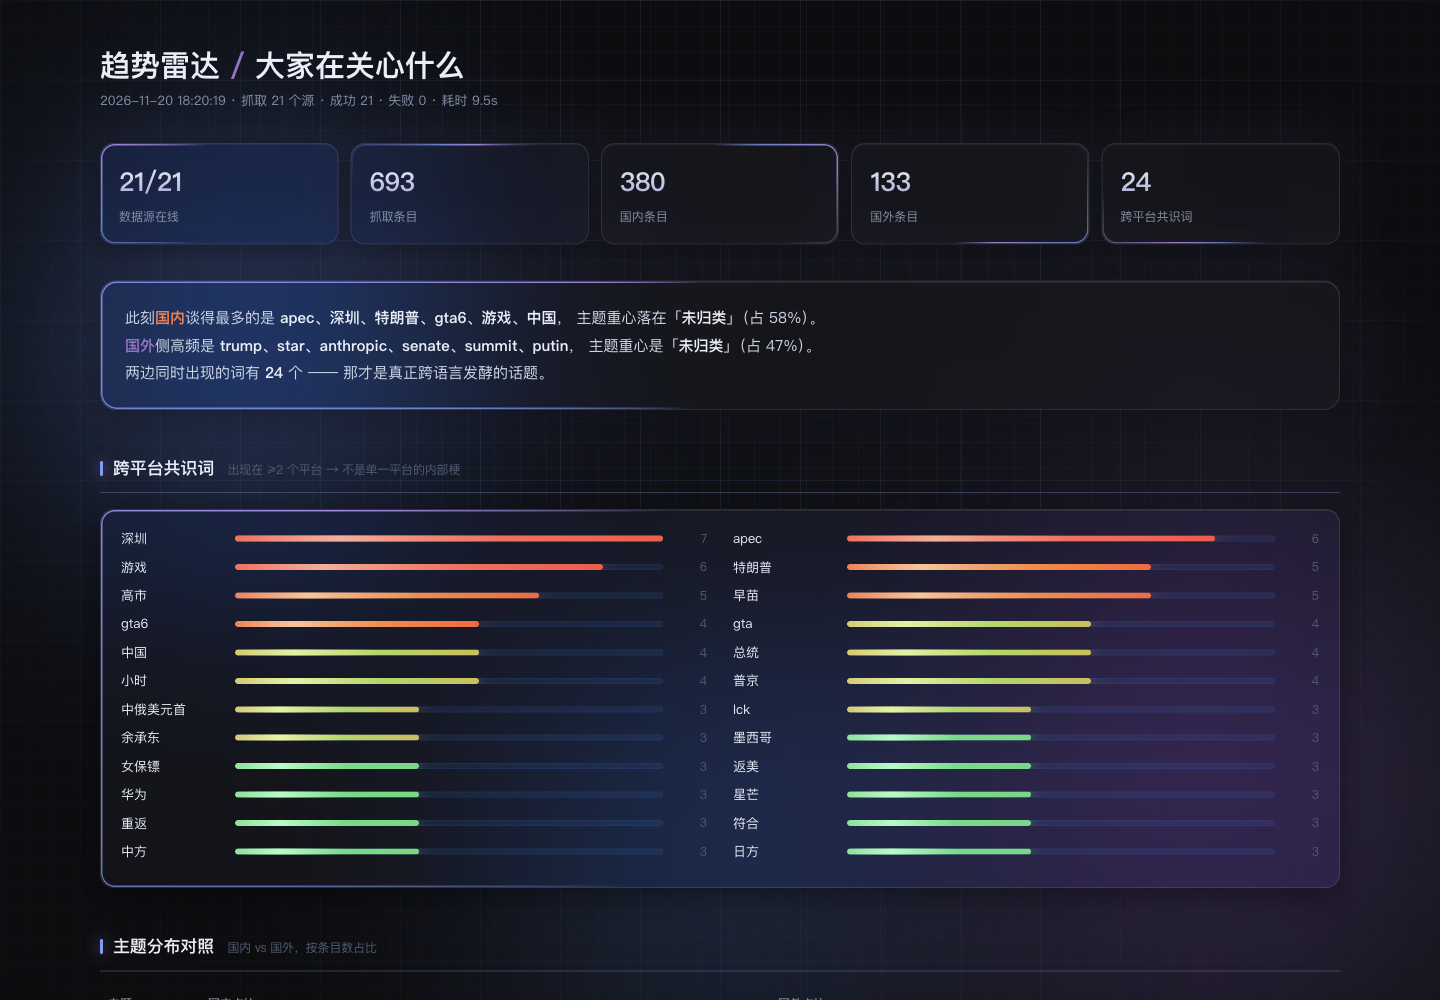 趋势雷达 / 大家在关心什么
2026-11-20 18:20:19 · 抓取 21 个源 · 成功 21 · 失败 0 · 耗时 9.5s
21/21
数据源在线
693
抓取条目
380
国内条目
133
国外条目
24
跨平台共识词
此刻国内谈得最多的是 apec、深圳、特朗普、gta6、游戏、中国， 主题重心落在「未归类」（占 58%）。
国外侧高频是 trump、star、anthropic、senate、summit、putin， 主题重心是「未归类」（占 47%）。
两边同时出现的词有 24 个 —— 那才是真正跨语言发酵的话题。
跨平台共识词 出现在 ≥2 个平台 → 不是单一平台的内部梗
深圳 7 apec 6
游戏 6 特朗普 5
高市 5 早苗 5
gta6 4 gta 4
中国 4 总统 4
小时 4 普京 4
中俄美元首 3 lck 3
余承东 3 墨西哥 3
女保镖 3 返美 3
华为 3 星芒 3
重返 3 符合 3
中方 3 日方 3
主题分布对照 国内 vs 国外，按条目数占比